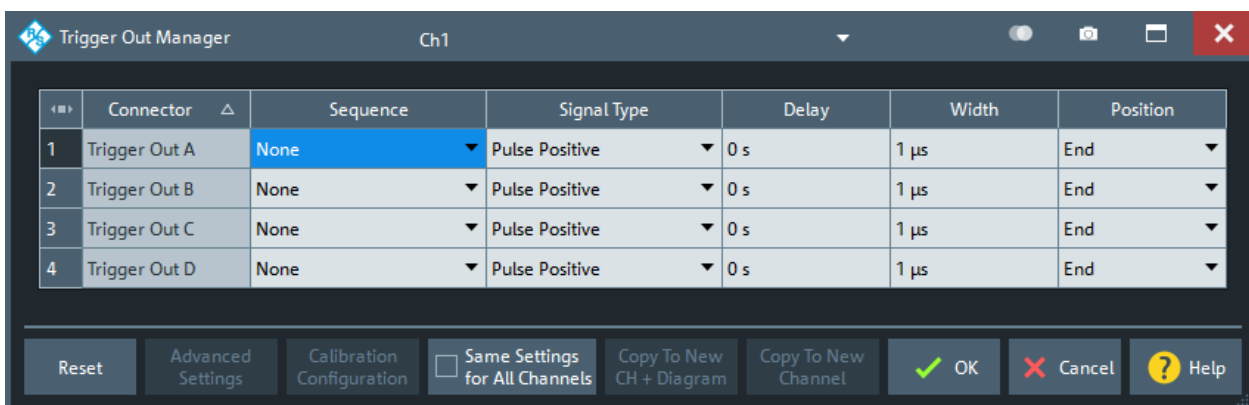 R&S Trigger Out Manager Ch1
Connector Sequence Signal Type Delay Width Position
1 Trigger Out A None Pulse Positive 0 s 1 µs End
2 Trigger Out B None Pulse Positive 0 s 1 µs End
3 Trigger Out C None Pulse Positive 0 s 1 µs End
4 Trigger Out D None Pulse Positive 0 s 1 µs End
Reset
Advanced
Settings
Calibration
Configuration
Same Settings
for All Channels
Copy To New
CH + Diagram
Copy To New
Channel
OK
Cancel
? Help